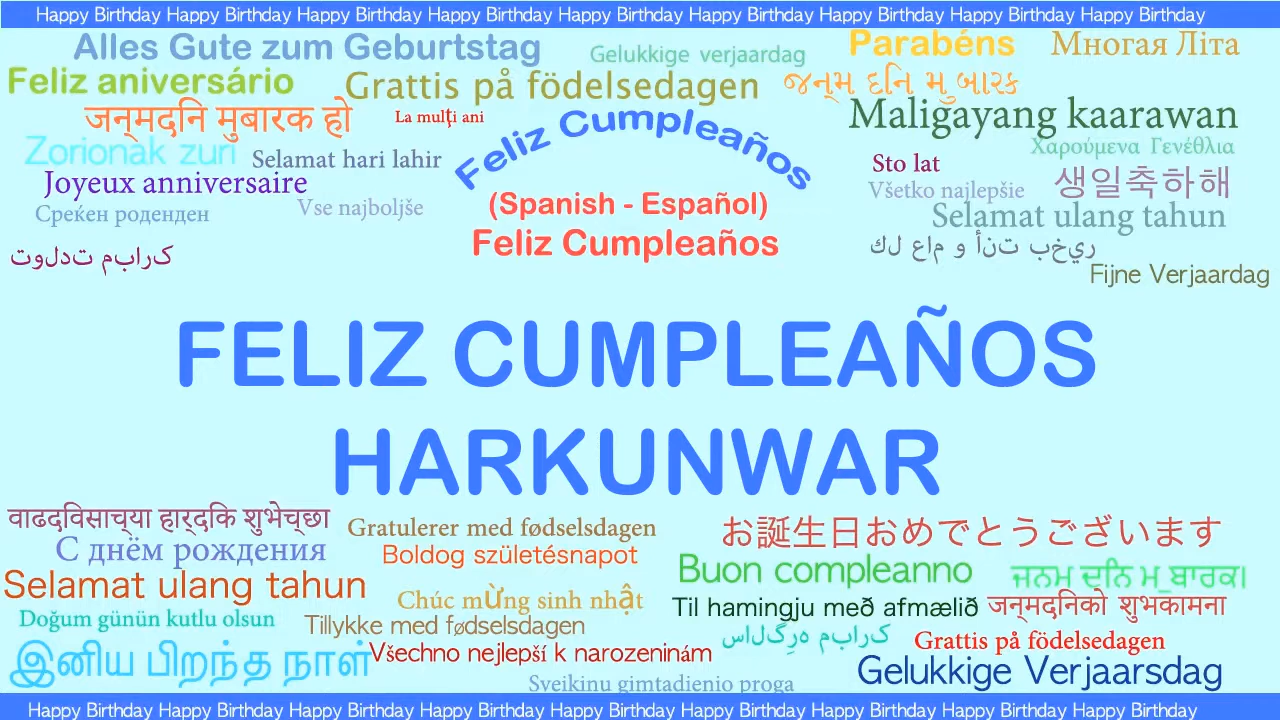 Happy Birthday Happy Birthday Happy Birthday Happy Birthday Happy Birthday Happy Birthday Happy Birthday Happy Birthday Happy Birthday
Alles Gute zum Geburtstag
Gelukkige verjaardag
Parabéns
Многая Літа
Feliz aniversário
Grattis på födelsedagen
જન્મ દિન મુબારક
जन्मदिन मुबारक हो
La mulţi ani
Feliz Cumpleaños
Maligayang kaarawan
Zorionak zuri
Selamat hari lahir
Χαρούμενα Γενέθλια
Sto lat
Joyeux anniversaire
(Spanish - Español)
Všetko najlepšie
생일축하해
Среќен роденден
Vse najboljše
Feliz Cumpleaños
Selamat ulang tahun
تولدت مبارک
كل عام و أنت بخير
Fijne Verjaardag
FELIZ CUMPLEAÑOS
HARKUNWAR
वाढदिवसाच्या हार्दिक शुभेच्छा
Gratulerer med fødselsdagen
お誕生日おめでとうございます
С днём рождения
Boldog születésnapot
Buon compleanno
ਜਨਮ ਦਿਨ ਮੁਬਾਰਕ।
Selamat ulang tahun
Chúc mừng sinh nhật
Til hamingju með afmælið
जन्मदिनको शुभकामना
Doğum günün kutlu olsun
Tillykke med fødselsdagen
سالگرہ مبارک
Grattis på födelsedagen
இனிய பிறந்த நாள்
Všechno nejlepší k narozeninám
Gelukkige Verjaarsdag
Sveikinu gimtadienio proga
Happy Birthday Happy Birthday Happy Birthday Happy Birthday Happy Birthday Happy Birthday Happy Birthday Happy Birthday Happy Birthday